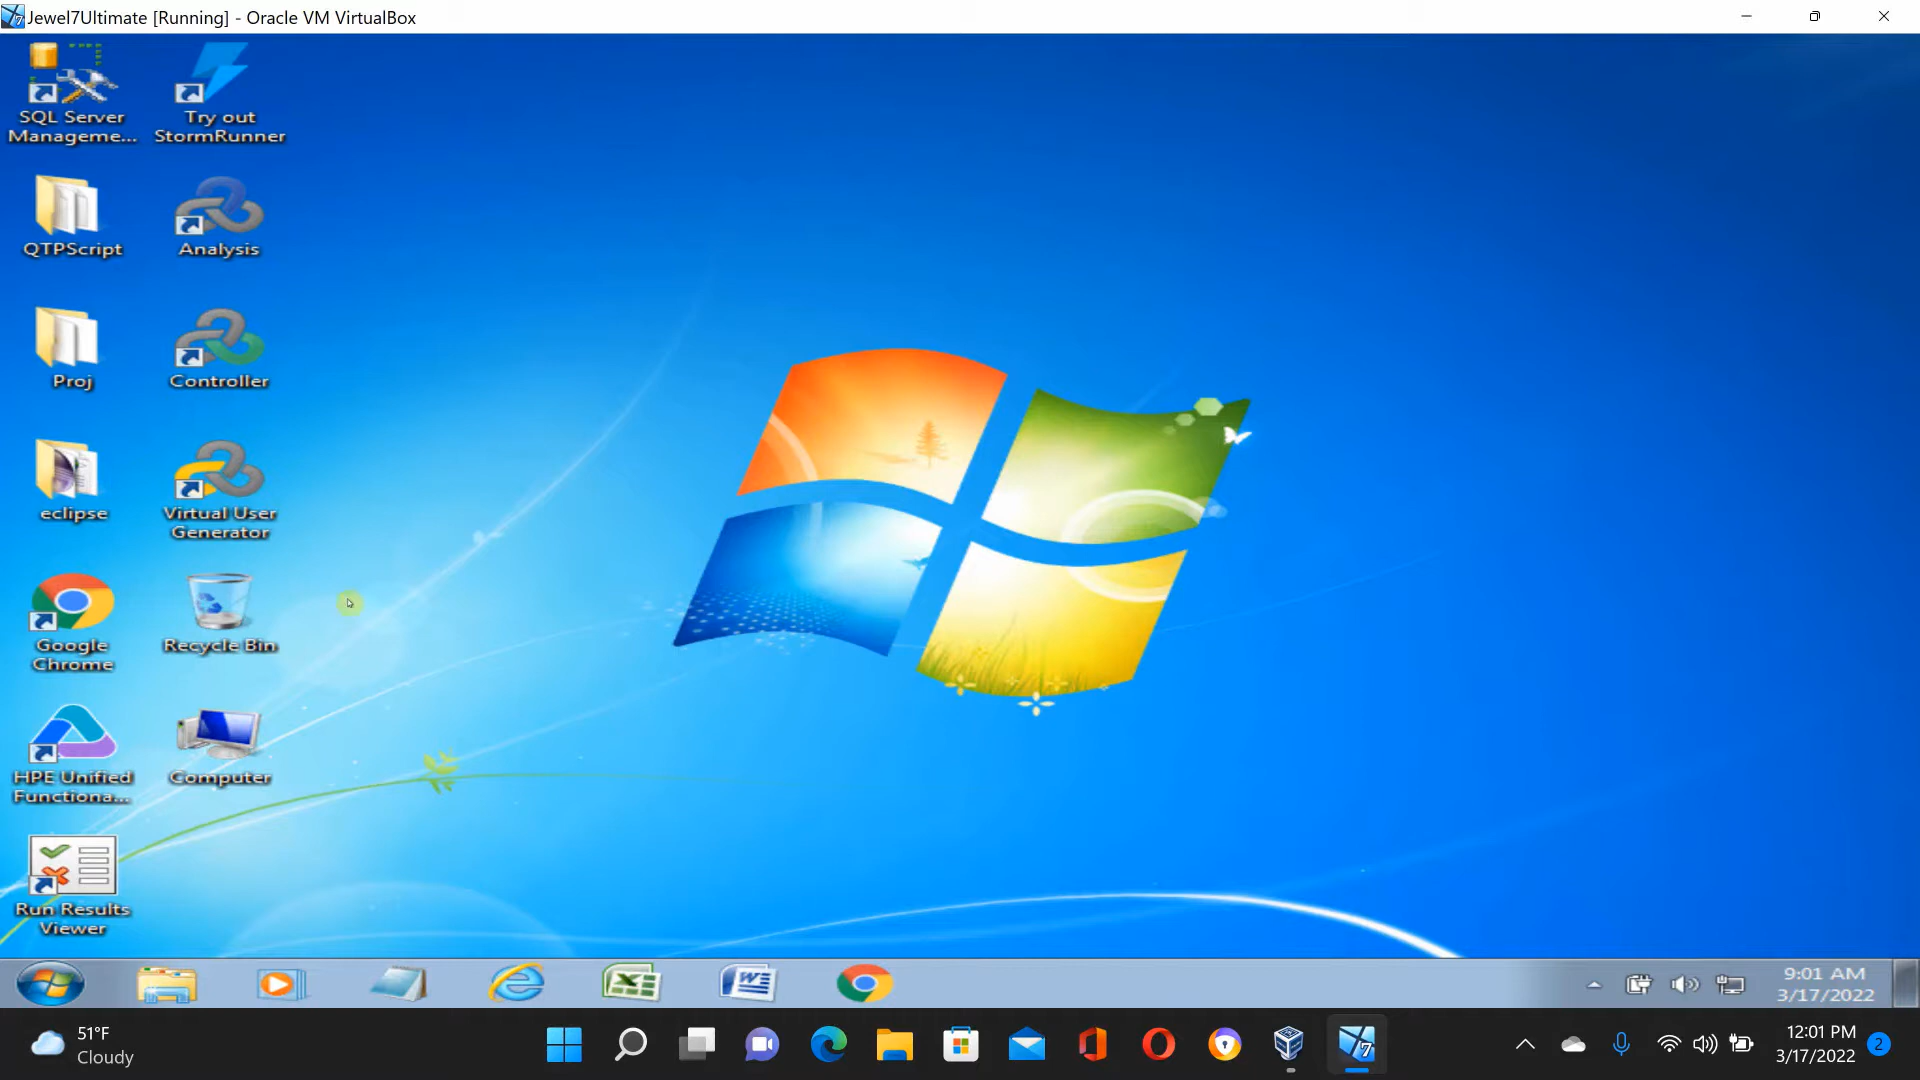 Jewel7Ultimate [Running] - Oracle VM VirtualBox
SQL Server
Manageme...
Try out
StormRunner
QTPScript
Analysis
Proj
Controller
eclipse
Virtual User
Generator
Google
Chrome
Recycle Bin
HPE Unified
Functiona...
Computer
Run Results
Viewer
9:01 AM
3/17/2022
51°F
Cloudy
12:01 PM
3/17/2022
2